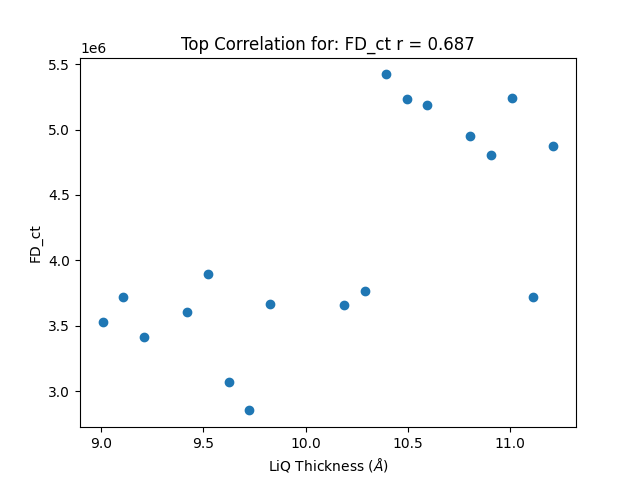 Top Correlation for: FD_ct r = 0.687
1e6
5.5
5.0
4.5
4.0
3.5
3.0
FD_ct
9.0 9.5 10.0 10.5 11.0
LiQ Thickness (Å)